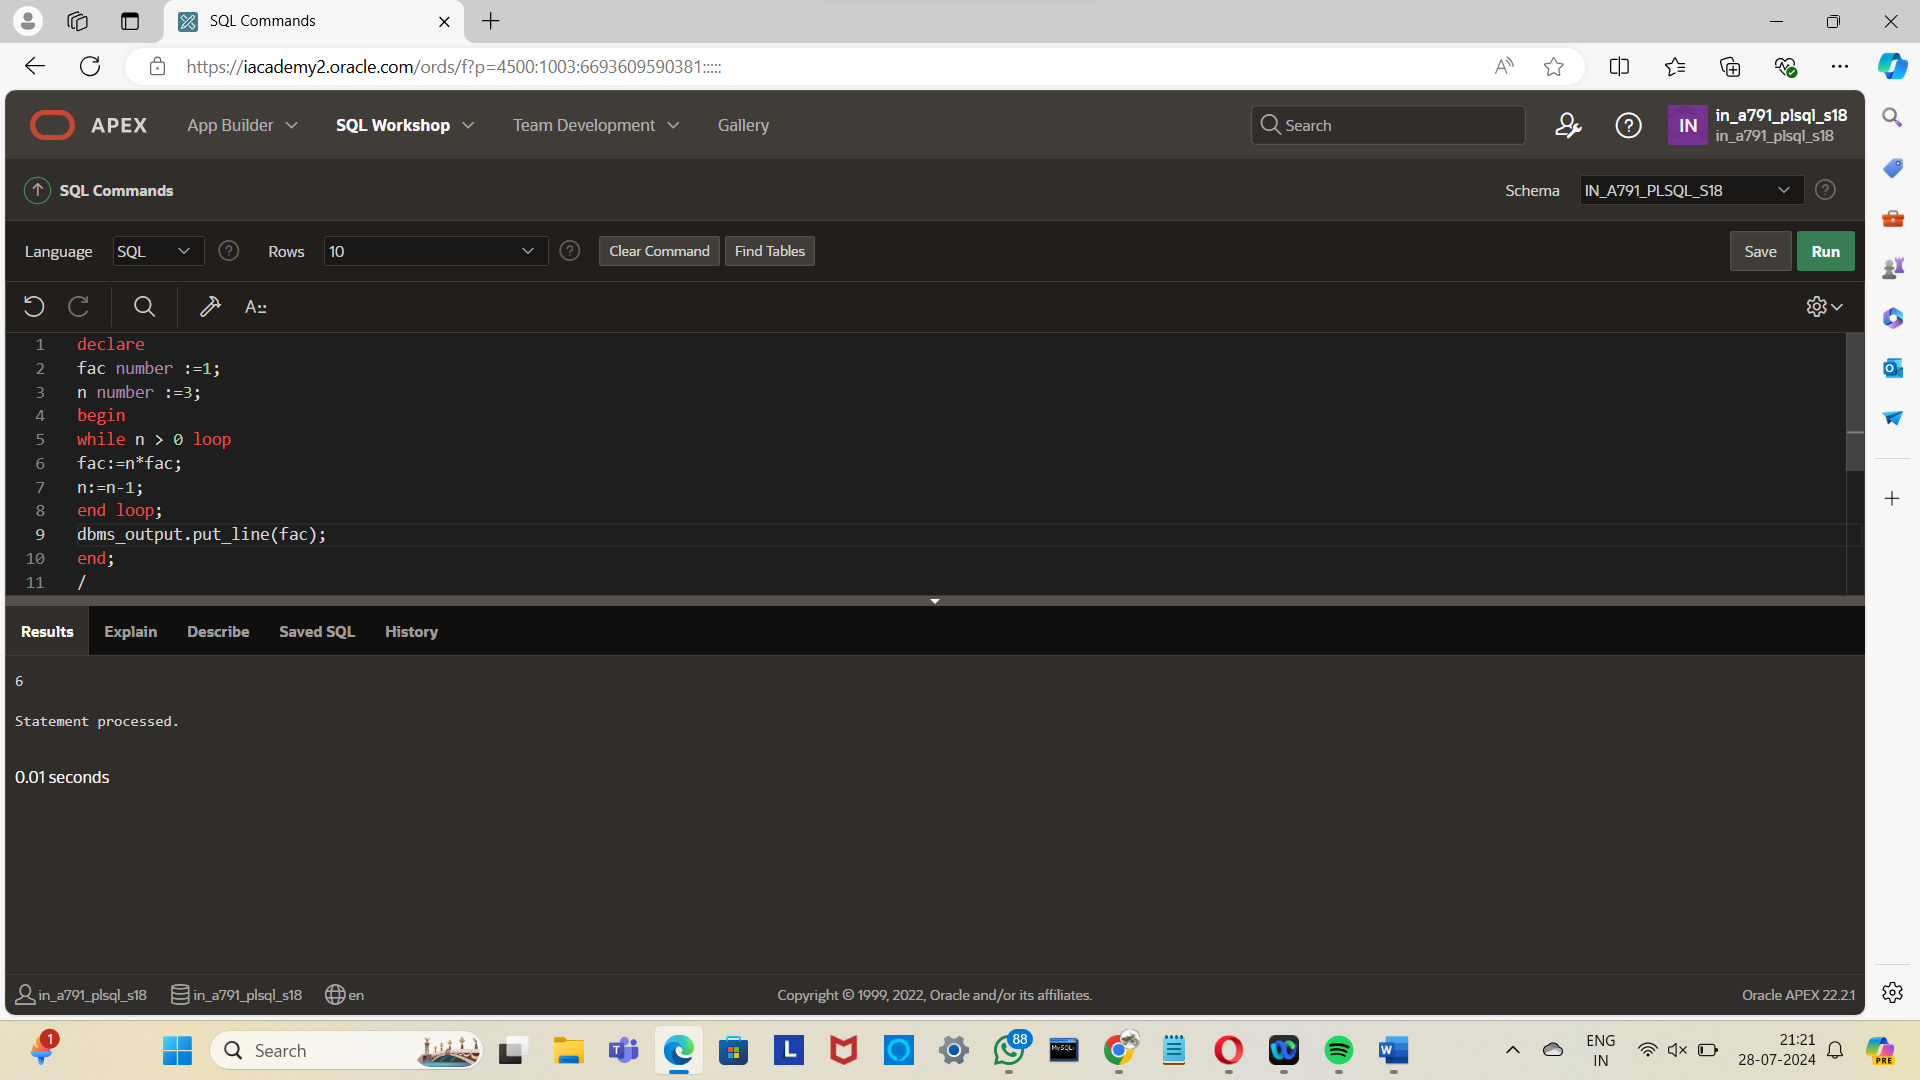 SQL Commands
https://iacademy2.oracle.com/ords/f?p=4500:1003:6693609590381:::::
APEX App Builder SQL Workshop Team Development Gallery Search IN in_a791_plsql_s18
in_a791_plsql_s18
SQL Commands Schema IN_A791_PLSQL_S18
Language SQL Rows 10 Clear Command Find Tables Save Run
A::
1 declare
2 fac number :=1;
3 n number :=3;
4 begin
5 while n > 0 loop
6 fac:=n*fac;
7 n:=n-1;
8 end loop;
9 dbms_output.put_line(fac);
10 end;
11 /
Results Explain Describe Saved SQL History
6
Statement processed.
0.01 seconds
in_a791_plsql_s18 in_a791_plsql_s18 en Copyright © 1999, 2022, Oracle and/or its affiliates. Oracle APEX 22.2.1
1 Search 88 ENG 21:21
IN 28-07-2024